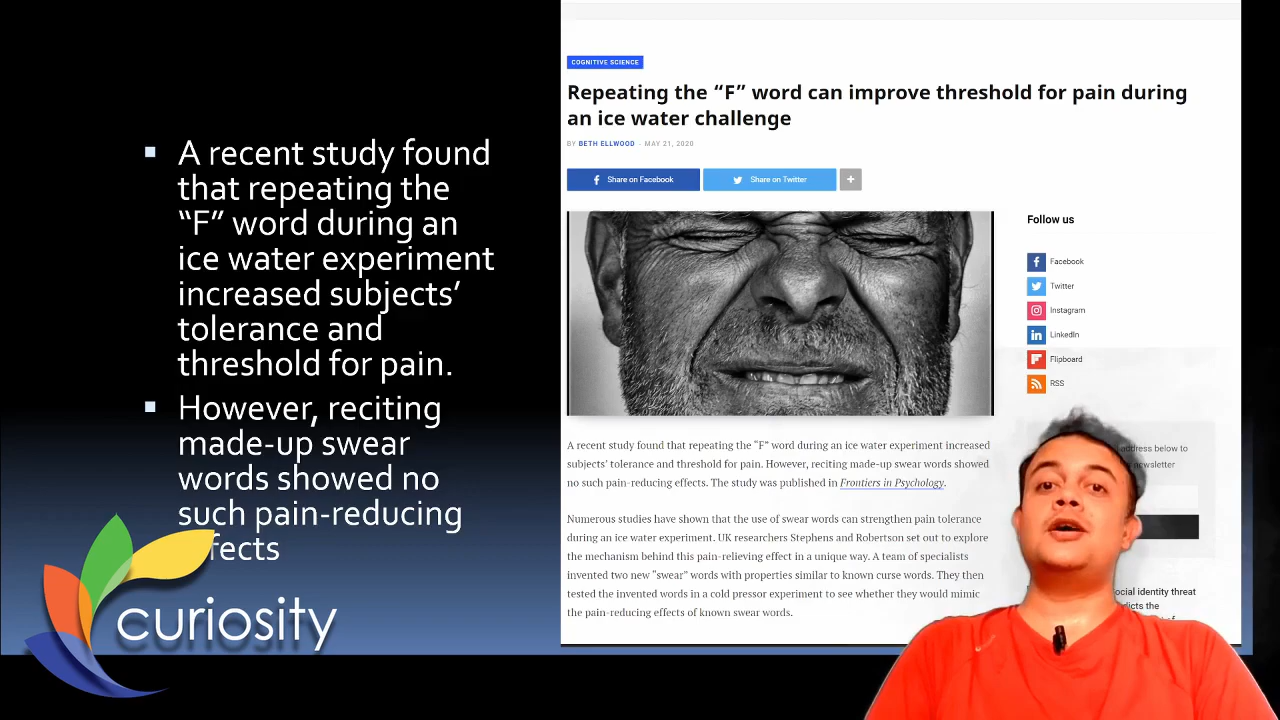 A recent study found
that repeating the
“F” word during an
ice water experiment
increased subjects’
tolerance and
threshold for pain.
However, reciting
made-up swear
words showed no
such pain-reducing
curiosity
COGNITIVE SCIENCE
Repeating the “F” word can improve threshold for pain during
an ice water challenge
BY BETH ELLWOOD – MAY 21, 2020
Share on Facebook
Share on Twitter
+
A recent study found that repeating the “F” word during an ice water experiment increased
subjects’ tolerance and threshold for pain. However, reciting made-up swear words showed
no such pain-reducing effects. The study was published in Frontiers in Psychology.
Numerous studies have shown that the use of swear words can strengthen pain tolerance
during an ice water experiment. UK researchers Stephens and Robertson set out to explore
the mechanism behind this pain-relieving effect in a unique way. A team of specialists
invented two new “swear” words with properties similar to known curse words. They then
tested the invented words in a cold pressor experiment to see whether they would mimic
the pain-reducing effects of known swear words.
Follow us
Facebook
Twitter
Instagram
LinkedIn
Flipboard
RSS
address below to
newsletter
identity threat
the